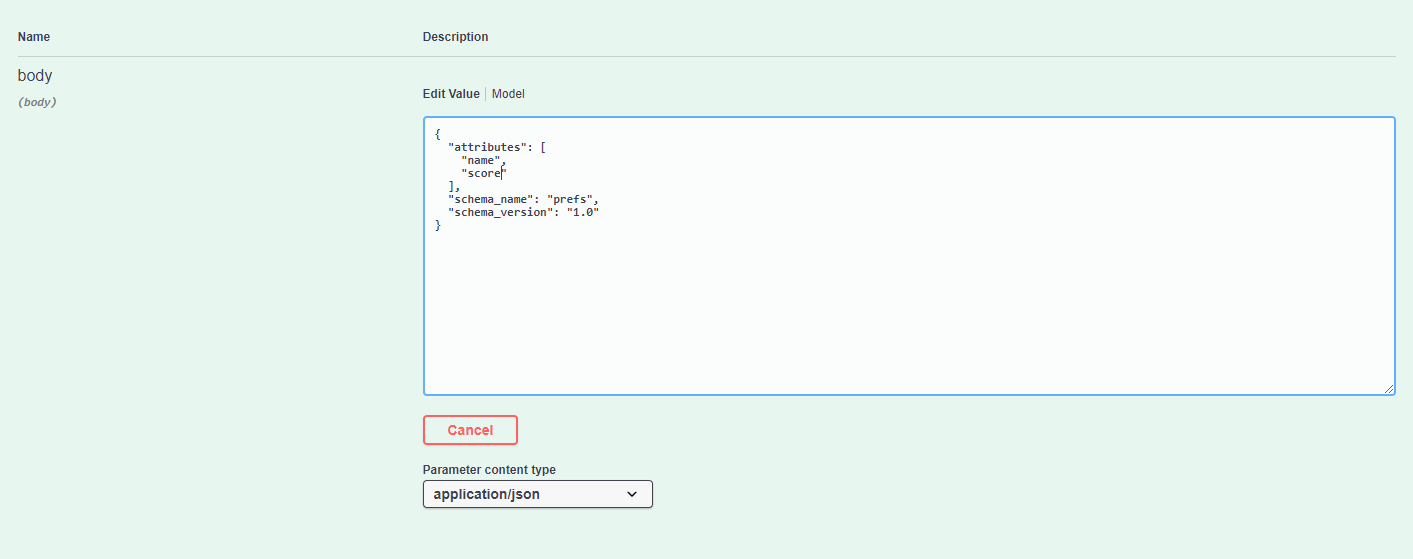 Name Description
body
(body)
Edit Value Model
{
"attributes": [
"name",
"score"
],
"schema_name": "prefs",
"schema_version": "1.0"
}
Cancel
Parameter content type
application/json